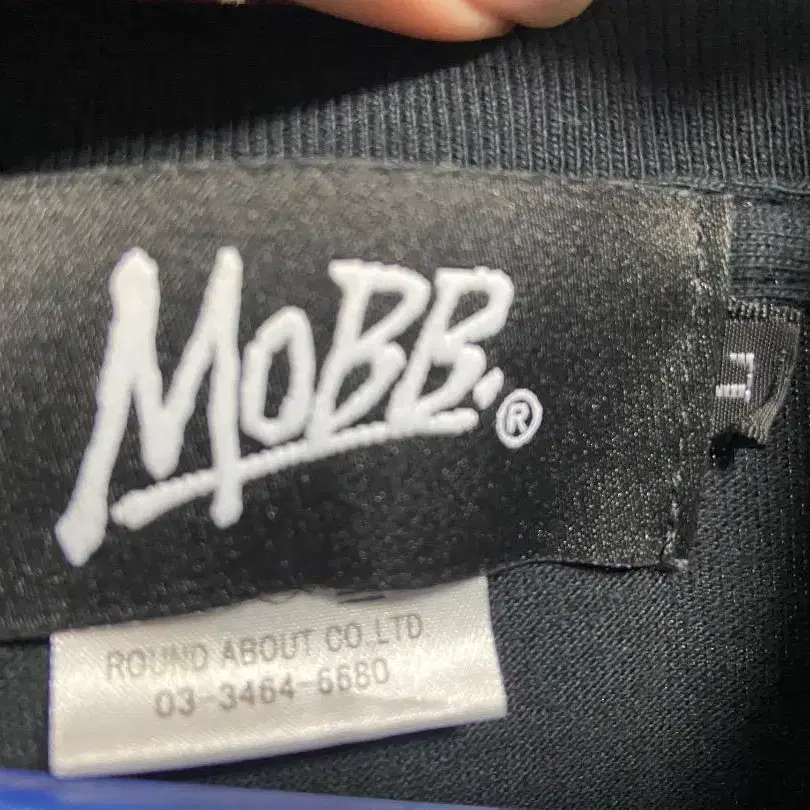 MOBB.®
L
ROUND ABOUT CO.LTD
03-3464-6680